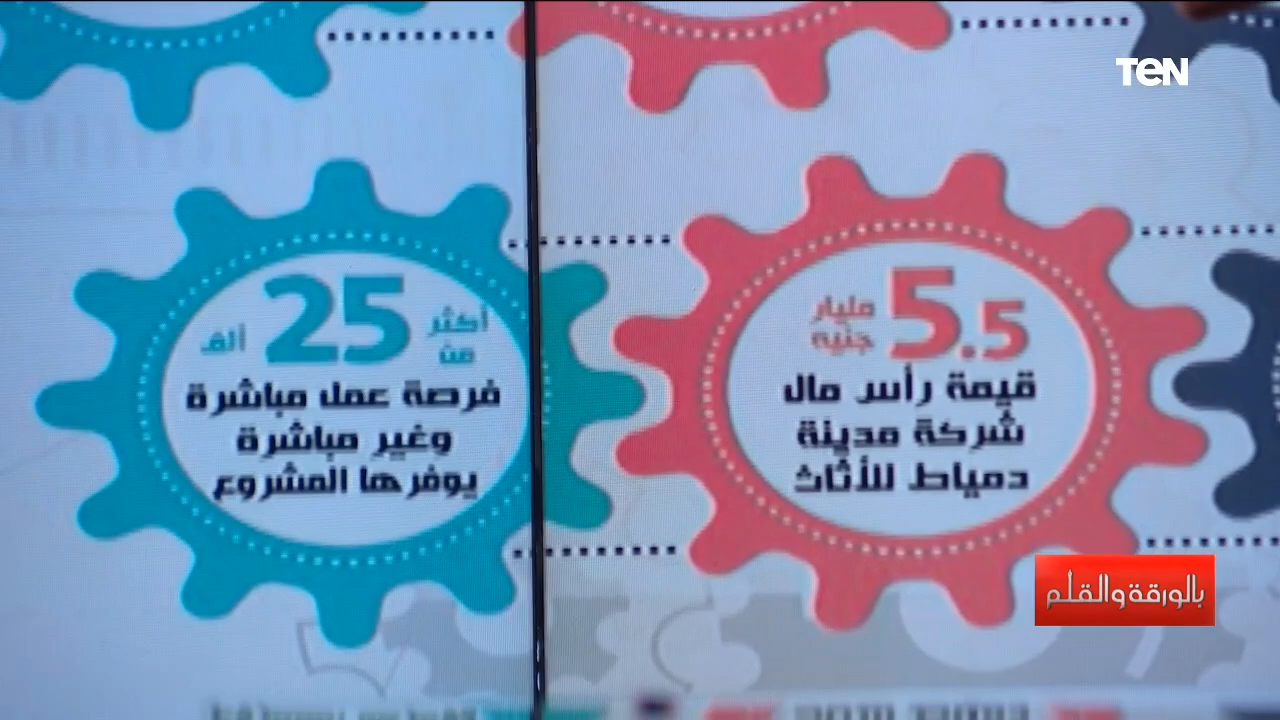 TEN
5.5 مليار
جنيه
قيمة رأس مال
شركة مدينة
دمياط للأثاث
أكثر
من 25 ألف
فرصة عمل مباشرة
وغير مباشرة
يوفرها المشروع
بالورقة والقلم